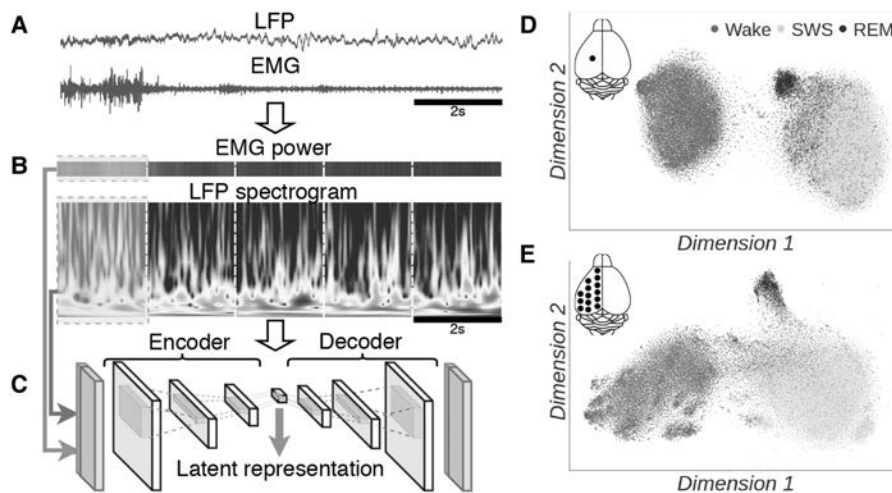 A
LFP
EMG
2s
B
EMG power
LFP spectrogram
2s
C
Encoder
Decoder
Latent representation
D
Wake SWS REM
Dimension 2
Dimension 1
E
Dimension 2
Dimension 1